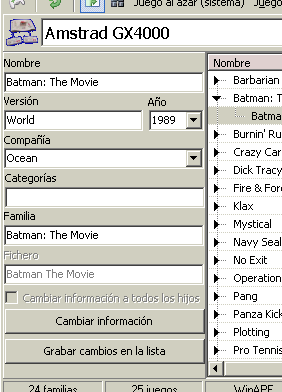 Juego al azar (sistema)
Amstrad GX4000
Nombre
Batman: The Movie
Versión
Año
World
1989
Compañía
Ocean
Categorías
Familia
Batman: The Movie
Fichero
Batman The Movie
Cambiar información a todos los hijos
Cambiar información
Grabar cambios en la lista
Nombre
Barbarian
Batman: T
Batma
Burnin' Ru
Crazy Car
Dick Tracy
Fire & For
Klax
Mystical
Navy Seal
No Exit
Operation
Pang
Panza Kick
Plotting
Pro Tennis
24 familias
25 juegos
WinAPE